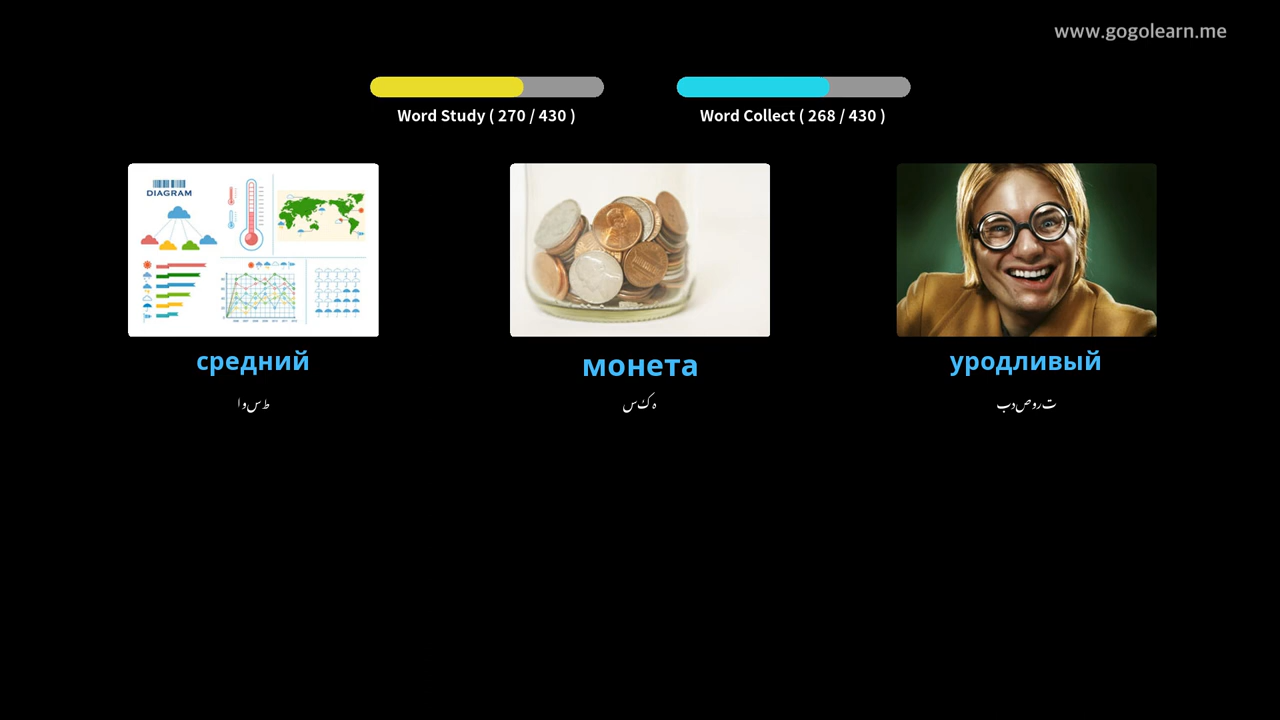 www.gogolearn.me
Word Study ( 270 / 430 )
Word Collect ( 268 / 430 )
DIAGRAM
средний
монета
уродливый
اوسط
سکہ
بدصورت